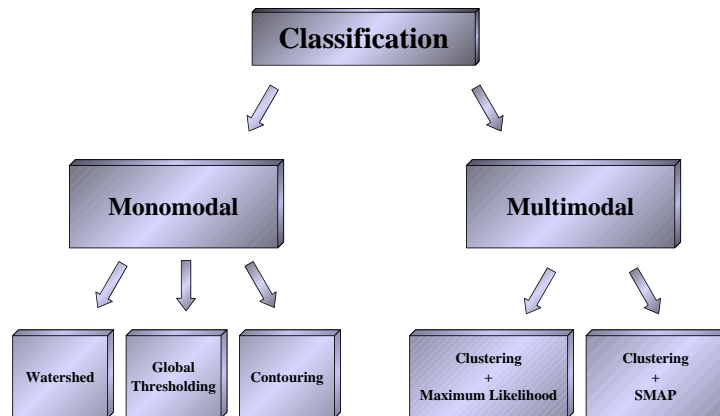 Classification
Monomodal
Multimodal
Watershed
Global
Thresholding
Contouring
Clustering
+
Maximum Likelihood
Clustering
+
SMAP